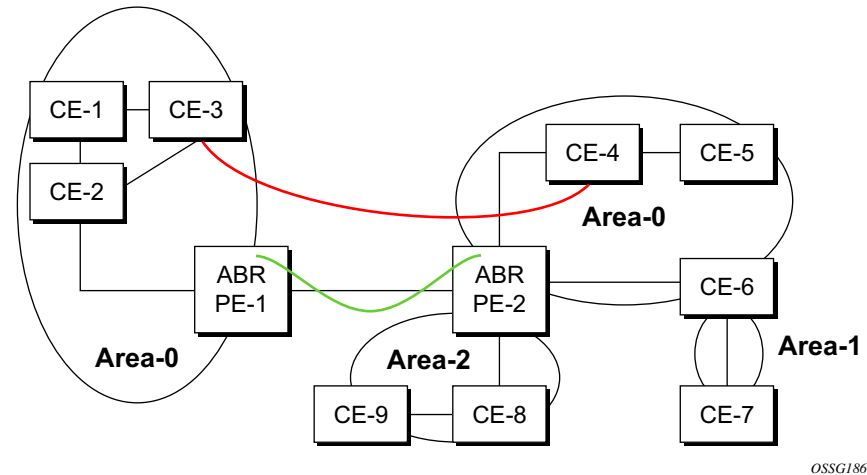 CE-1
CE-3
CE-2
CE-4
CE-5
Area-0
ABR
PE-1
ABR
PE-2
CE-6
Area-0
Area-2
Area-1
CE-9
CE-8
CE-7
OSSG186